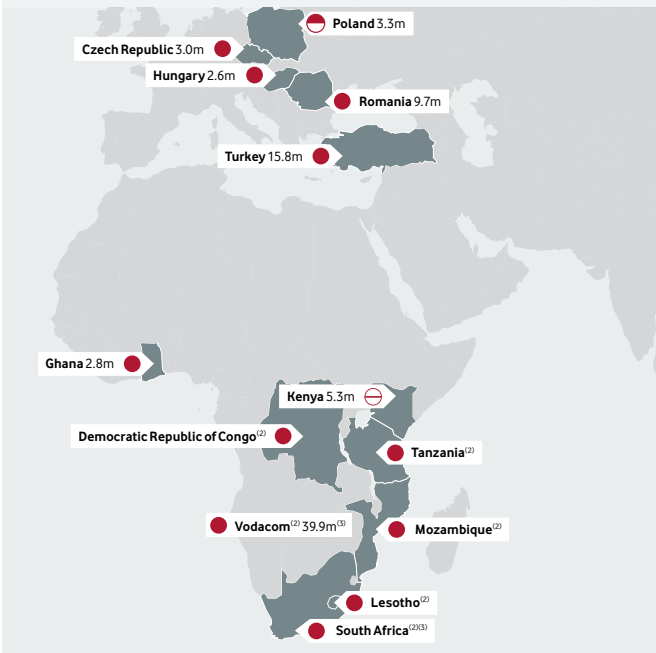 Poland 3.3m
Czech Republic 3.0m
Hungary 2.6m
Romania 9.7m
Turkey 15.8m
Ghana 2.8m
Kenya 5.3m
Democratic Republic of Congo(2)
Tanzania(2)
Vodacom(2) 39.9m(3)
Mozambique(2)
Lesotho(2)
South Africa(2)(3)